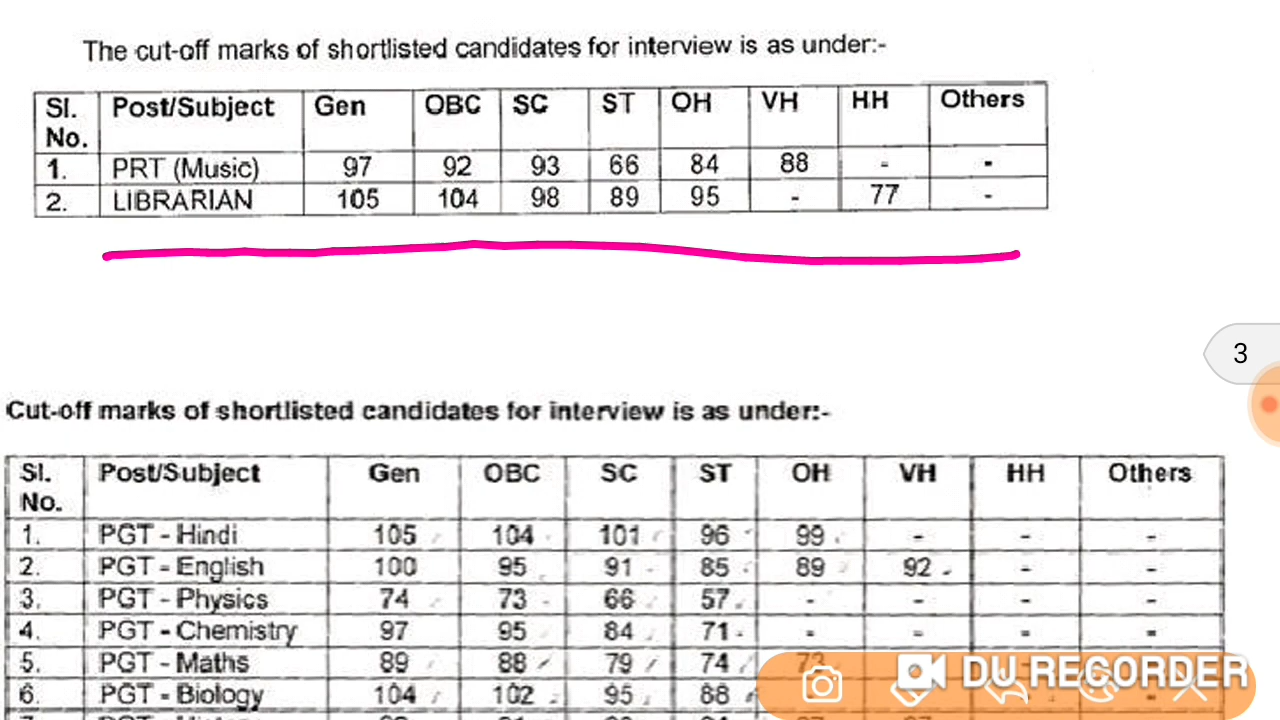 The cut-off marks of shortlisted candidates for interview is as under:-
Sl. No. Post/Subject Gen OBC SC ST OH VH HH Others
1. PRT (Music) 97 92 93 66 84 88 - -
2. LIBRARIAN 105 104 98 89 95 - 77 -
3
Cut-off marks of shortlisted candidates for interview is as under:-
Sl. No. Post/Subject Gen OBC SC ST OH VH HH Others
1. PGT - Hindi 105 104 101 96 99 - - -
2. PGT - English 100 95 91 85 89 92 - -
3. PGT - Physics 74 73 66 57 - - - -
4. PGT - Chemistry 97 95 84 71 - - - -
5. PGT - Maths 89 88 79 74
DU RECORDER
6. PGT - Biology 104 102 95 88